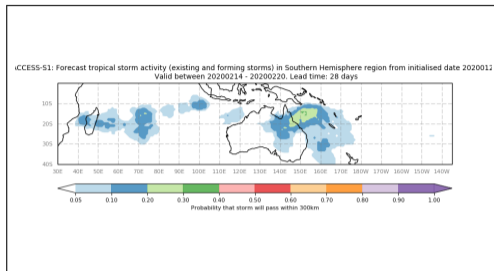 ACCESS-S1: Forecast tropical storm activity (existing and forming storms) in Southern Hemisphere region from initialised date 2020012
Valid between 20200214 - 20200220. Lead time: 28 days
10S
20S
30S
40S
30E 40E 50E 60E 70E 80E 90E 100E 110E 120E 130E 140E 150E 160E 170E 180W 170W 160W 150W 140W
0.05 0.10 0.20 0.30 0.40 0.50 0.60 0.70 0.80 0.90 1.00
Probability that storm will pass within 300km